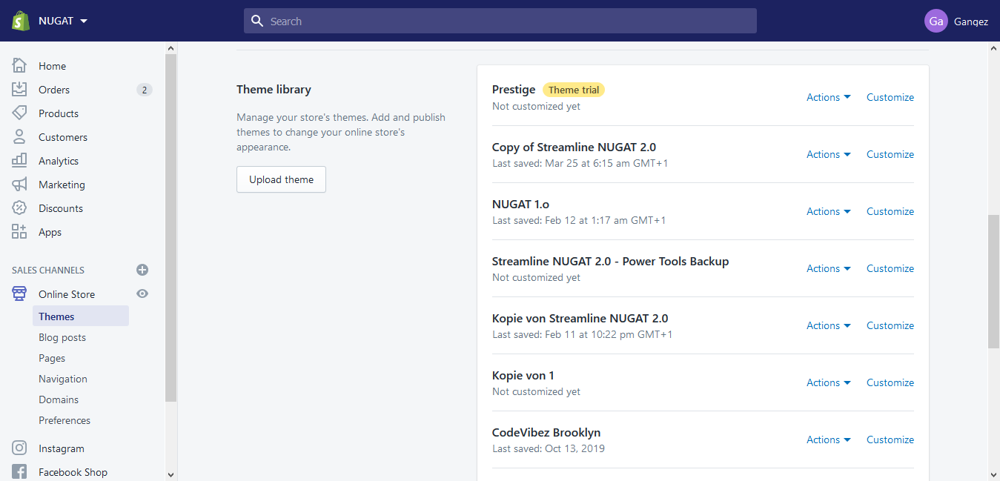 NUGAT
Search
Ga
Gangez
Home
Orders
2
Products
Customers
Analytics
Marketing
Discounts
Apps
SALES CHANNELS
Online Store
Themes
Blog posts
Pages
Navigation
Domains
Preferences
Instagram
Facebook Shop
Theme library
Manage your store's themes. Add and publish
themes to change your online store's
appearance.
Upload theme
Prestige Theme trial
Not customized yet
Actions Customize
Copy of Streamline NUGAT 2.0
Last saved: Mar 25 at 6:15 am GMT+1
Actions Customize
NUGAT 1.o
Last saved: Feb 12 at 1:17 am GMT+1
Actions Customize
Streamline NUGAT 2.0 - Power Tools Backup
Not customized yet
Actions Customize
Kopie von Streamline NUGAT 2.0
Last saved: Feb 11 at 10:22 pm GMT+1
Actions Customize
Kopie von 1
Not customized yet
Actions Customize
CodeVibez Brooklyn
Last saved: Oct 13, 2019
Actions Customize